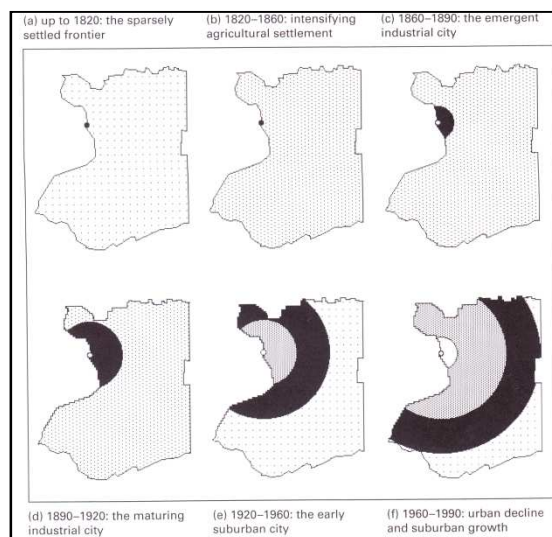 (a) up to 1820: the sparsely
settled frontier
(b) 1820–1860: intensifying
agricultural settlement
(c) 1860–1890: the emergent
industrial city
(d) 1890–1920: the maturing
industrial city
(e) 1920–1960: the early
suburban city
(f) 1960–1990: urban decline
and suburban growth